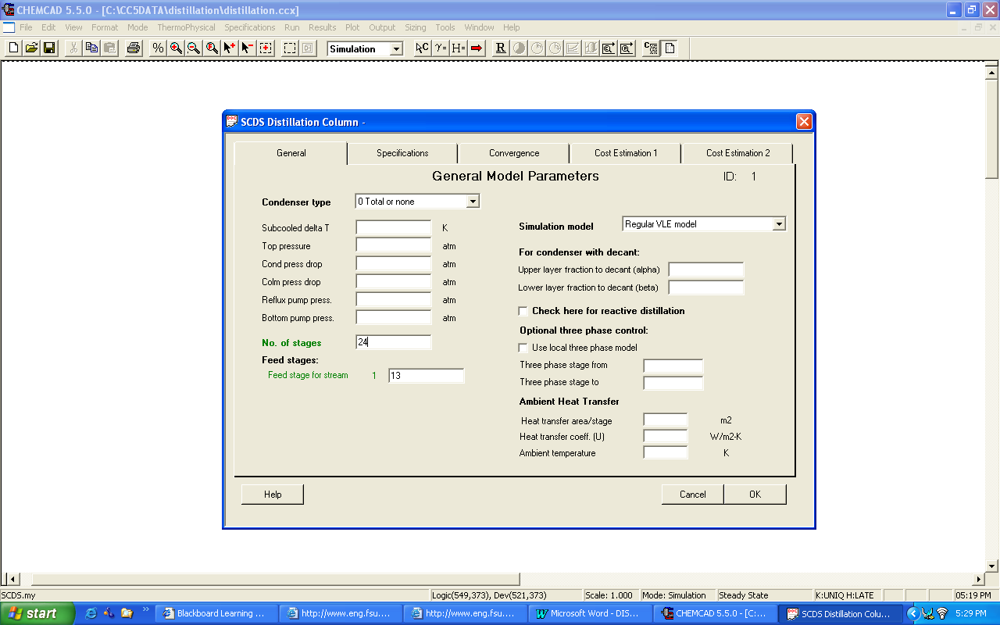 CHEMCAD 5.5.0 - [C:\CC5DATA\distillation\distillation.ccx]
File Edit View Format Mode ThermoPhysical Specifications Run Results Plot Output Sizing Tools Window Help
% Simulation C γ= H= R C
SCDS Distillation Column -
General Specifications Convergence Cost Estimation 1 Cost Estimation 2
General Model Parameters ID: 1
Condenser type 0 Total or none
Subcooled delta T K
Top pressure atm
Cond press drop atm
Colm press drop atm
Reflux pump press. atm
Bottom pump press. atm
No. of stages 24
Feed stages:
Feed stage for stream 1 13
Simulation model Regular VLE model
For condenser with decant:
Upper layer fraction to decant (alpha)
Lower layer fraction to decant (beta)
Check here for reactive distillation
Optional three phase control:
Use local three phase model
Three phase stage from
Three phase stage to
Ambient Heat Transfer
Heat transfer area/stage m2
Heat transfer coeff. (U) W/m2-K
Ambient temperature K
Help Cancel OK
SCDS.my Logic(549,373), Dev(521,373) Scale: 1.000 Mode: Simulation Steady State K:UNIQ H:LATE 05:19 PM
start Blackboard Learning ... http://www.eng.fsu.... http://www.eng.fsu.... Microsoft Word - DIS... CHEMCAD 5.5.0 - [C:... SCDS Distillation Colu... 5:29 PM